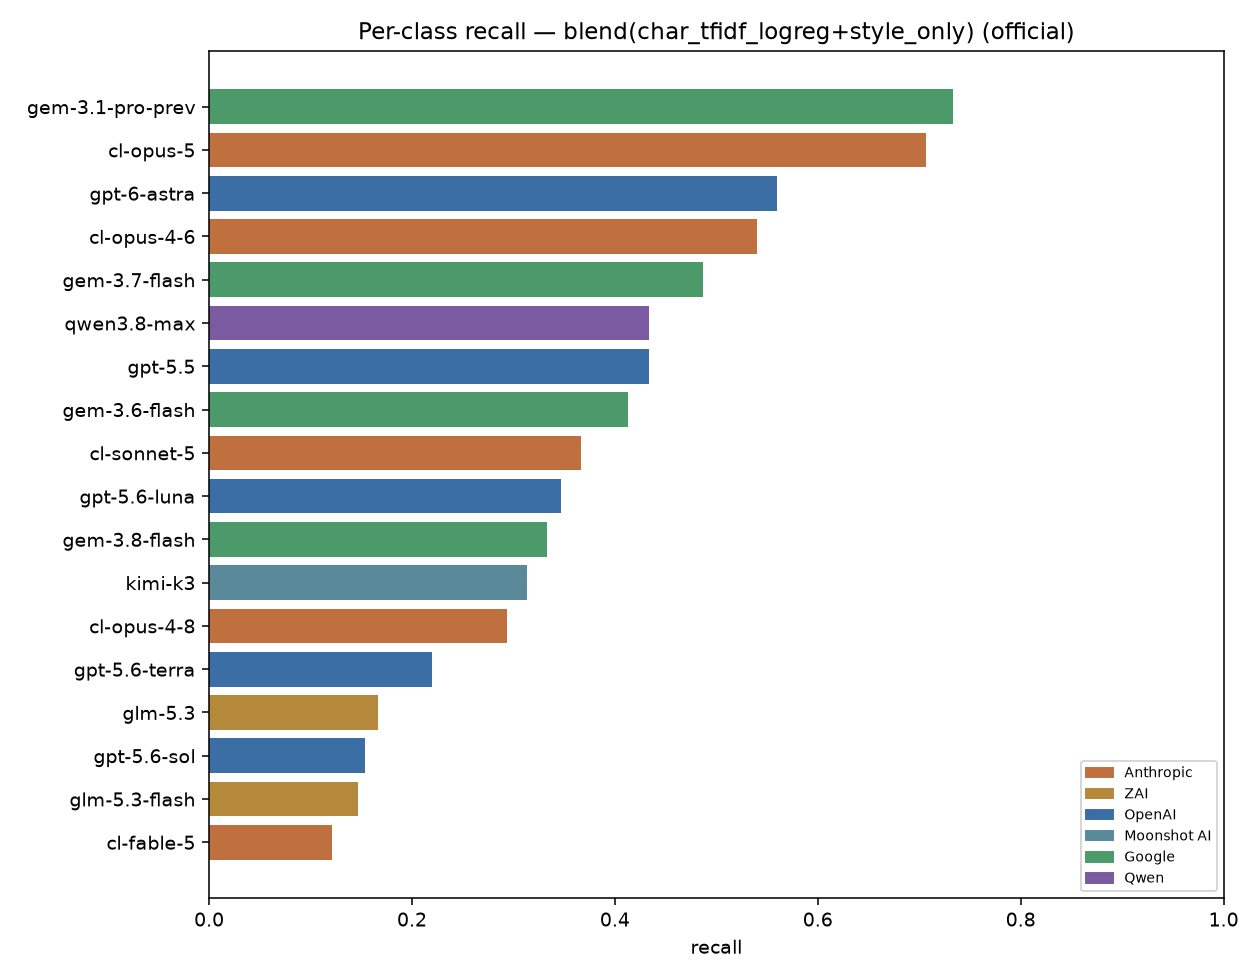 Per-class recall — blend(char_tfidf_logreg+style_only) (official)
gem-3.1-pro-prev
cl-opus-5
gpt-6-astra
cl-opus-4-6
gem-3.7-flash
qwen3.8-max
gpt-5.5
gem-3.6-flash
cl-sonnet-5
gpt-5.6-luna
gem-3.8-flash
kimi-k3
cl-opus-4-8
gpt-5.6-terra
glm-5.3
gpt-5.6-sol
glm-5.3-flash
cl-fable-5
Anthropic
ZAI
OpenAI
Moonshot AI
Google
Qwen
0.0 0.2 0.4 0.6 0.8 1.0
recall